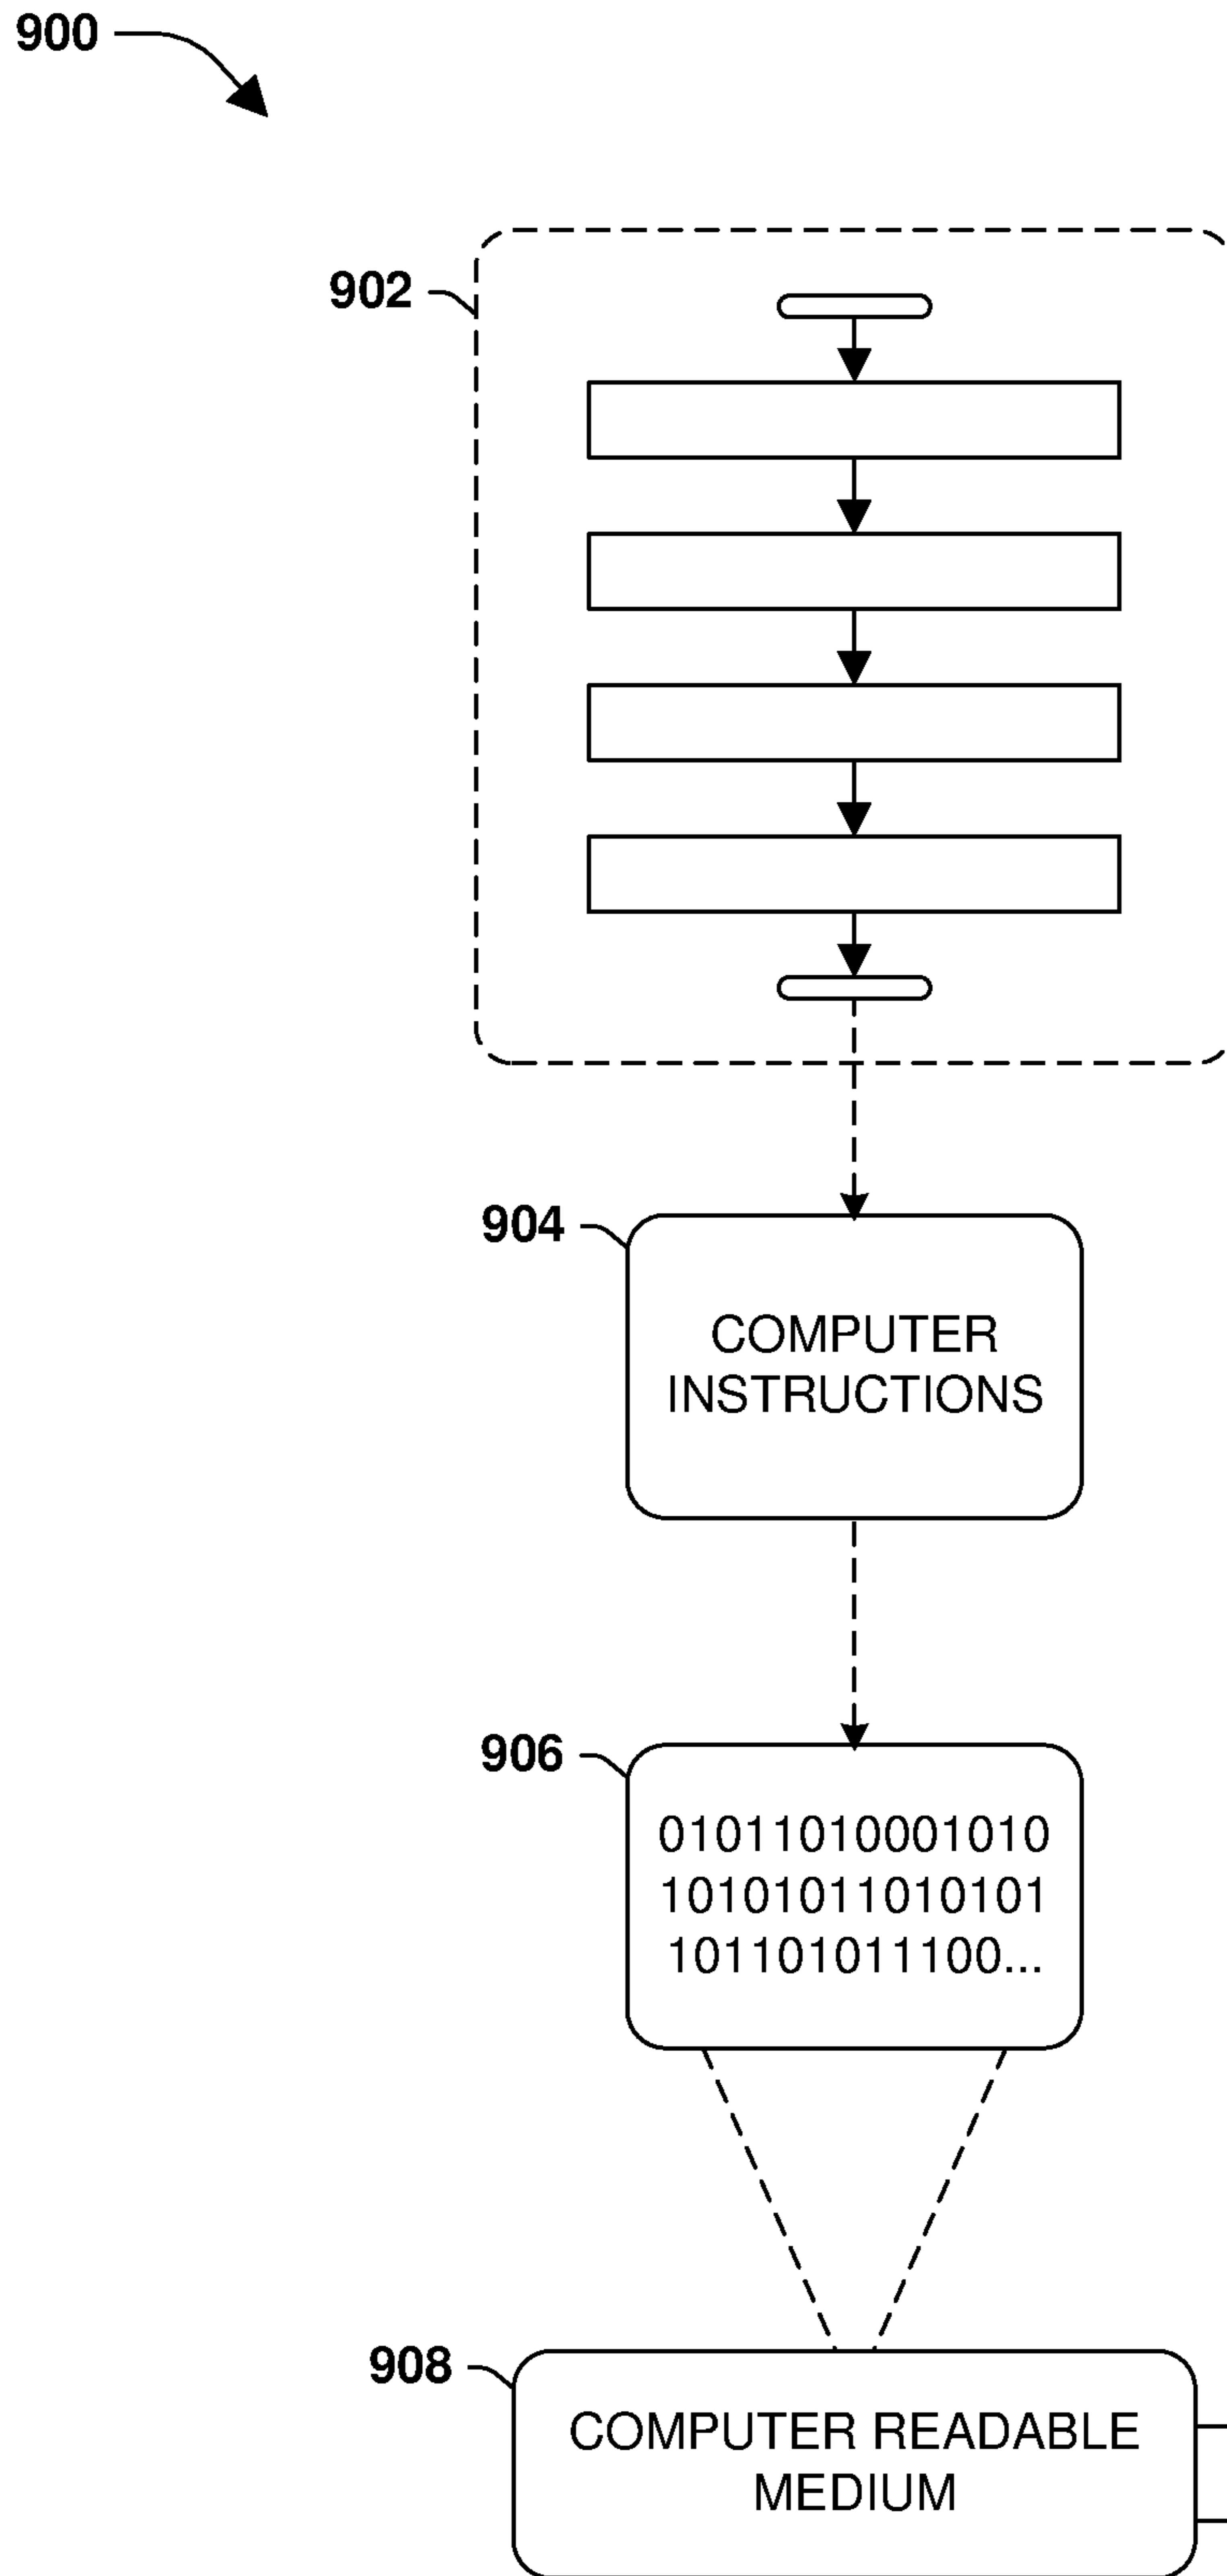 900
902
904
COMPUTER
INSTRUCTIONS
906
01011010001010
10101011010101
101101011100...
908
COMPUTER READABLE
MEDIUM